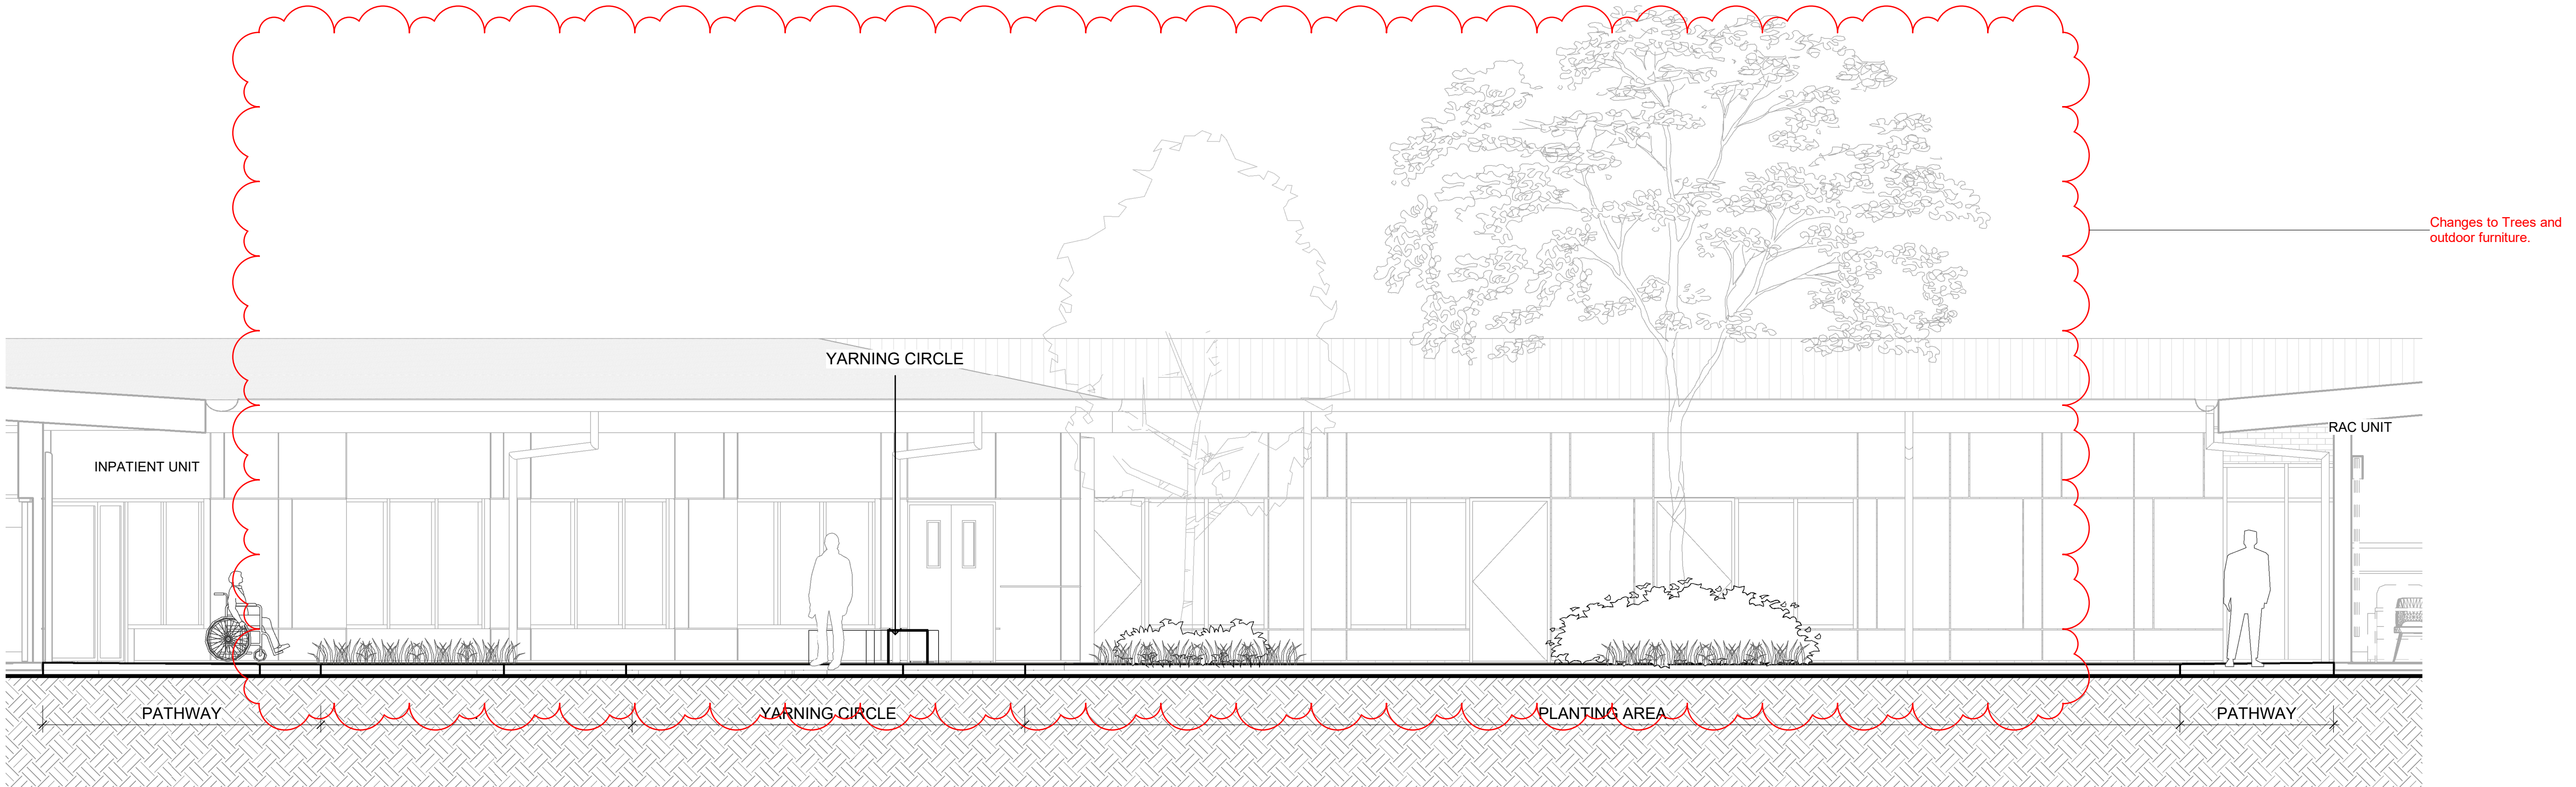 Changes to Trees and
outdoor furniture.
YARNING CIRCLE
RAC UNIT
INPATIENT UNIT
PATHWAY
YARNING CIRCLE
PLANTING AREA
PATHWAY